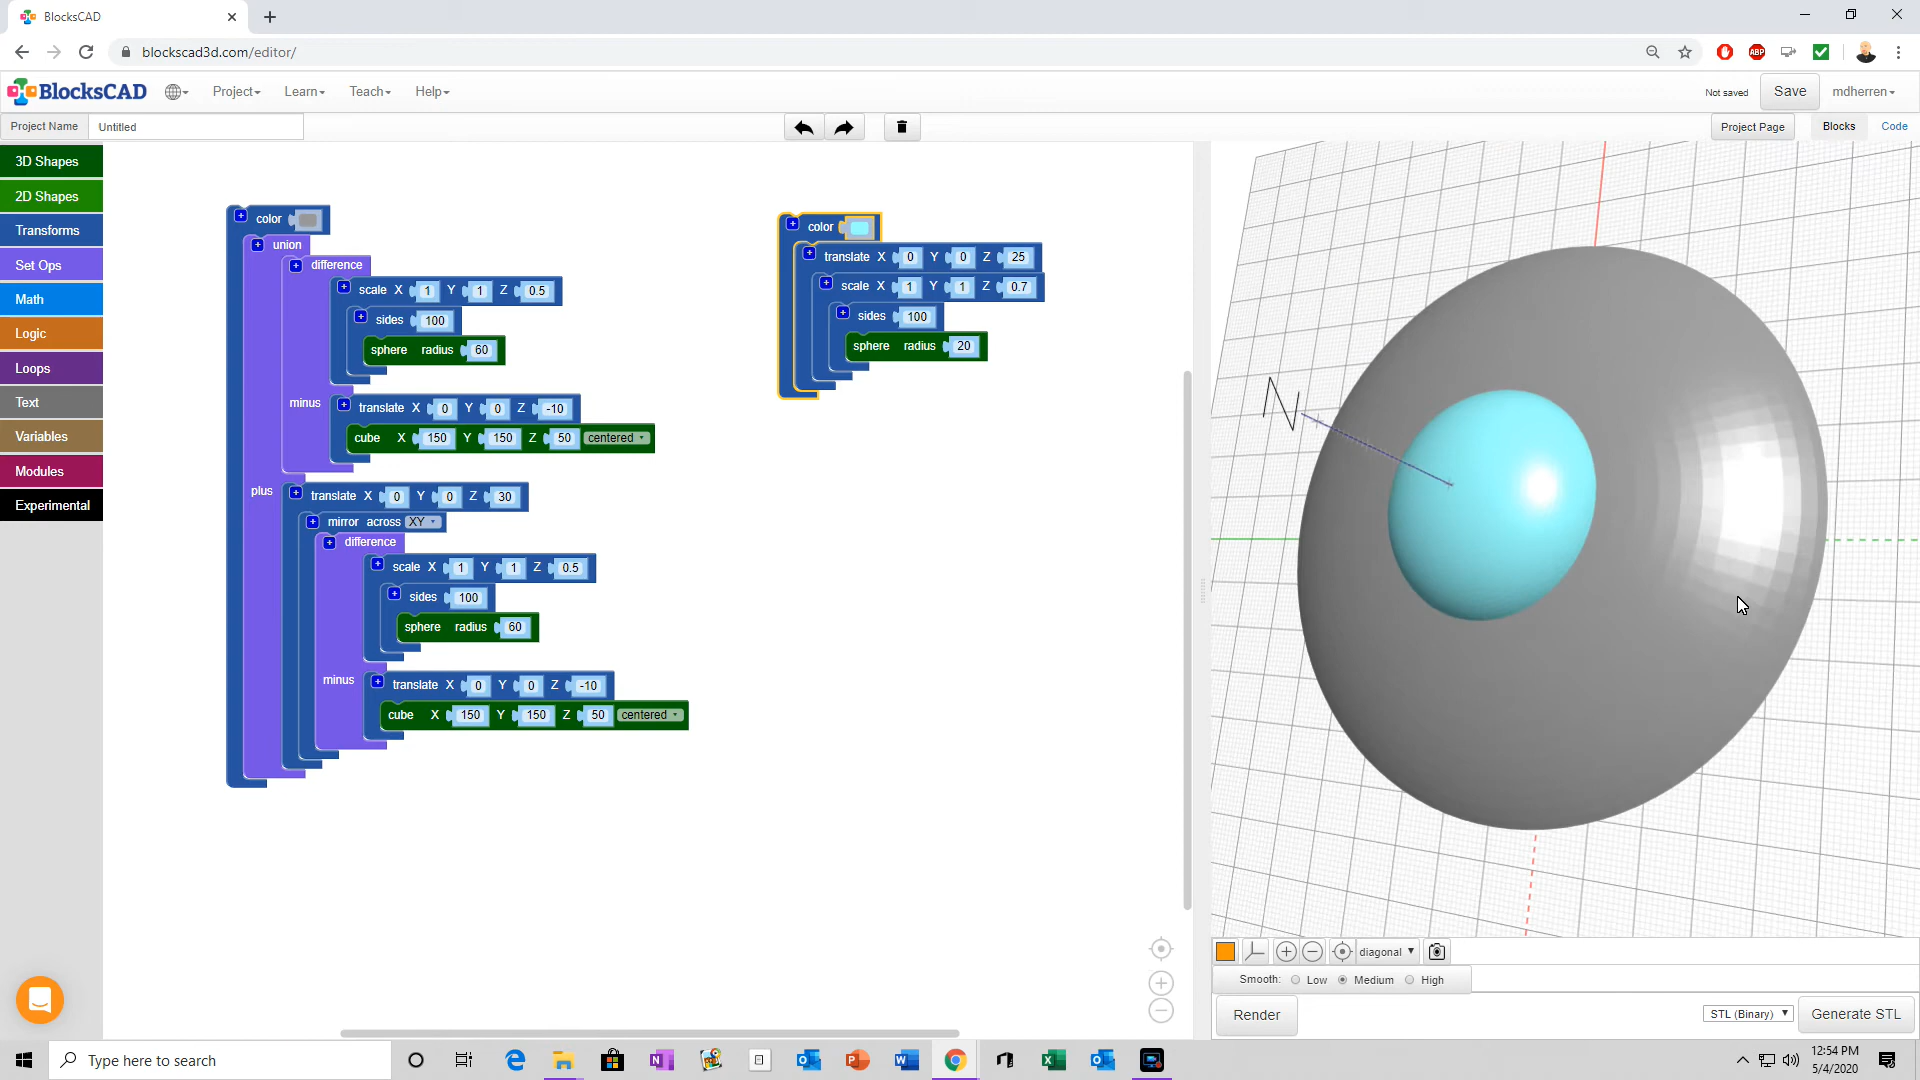 BlocksCAD
blockscad3d.com/editor/
ABP
BlocksCAD
Project
Learn
Teach
Help
Not saved
Save
mdherren
Project Name
Untitled
Project Page
Blocks
Code
3D Shapes
2D Shapes
Transforms
Set Ops
Math
Logic
Loops
Text
Variables
Modules
Experimental
color
union
difference
scale X 1 Y 1 Z 0.5
sides 100
sphere radius 60
minus
translate X 0 Y 0 Z -10
cube X 150 Y 150 Z 50 centered
plus
translate X 0 Y 0 Z 30
mirror across XY
difference
scale X 1 Y 1 Z 0.5
sides 100
sphere radius 60
minus
translate X 0 Y 0 Z -10
cube X 150 Y 150 Z 50 centered
color
translate X 0 Y 0 Z 25
scale X 1 Y 1 Z 0.7
sides 100
sphere radius 20
N
diagonal
Smooth: Low Medium High
Render
STL (Binary)
Generate STL
Type here to search
12:54 PM
5/4/2020